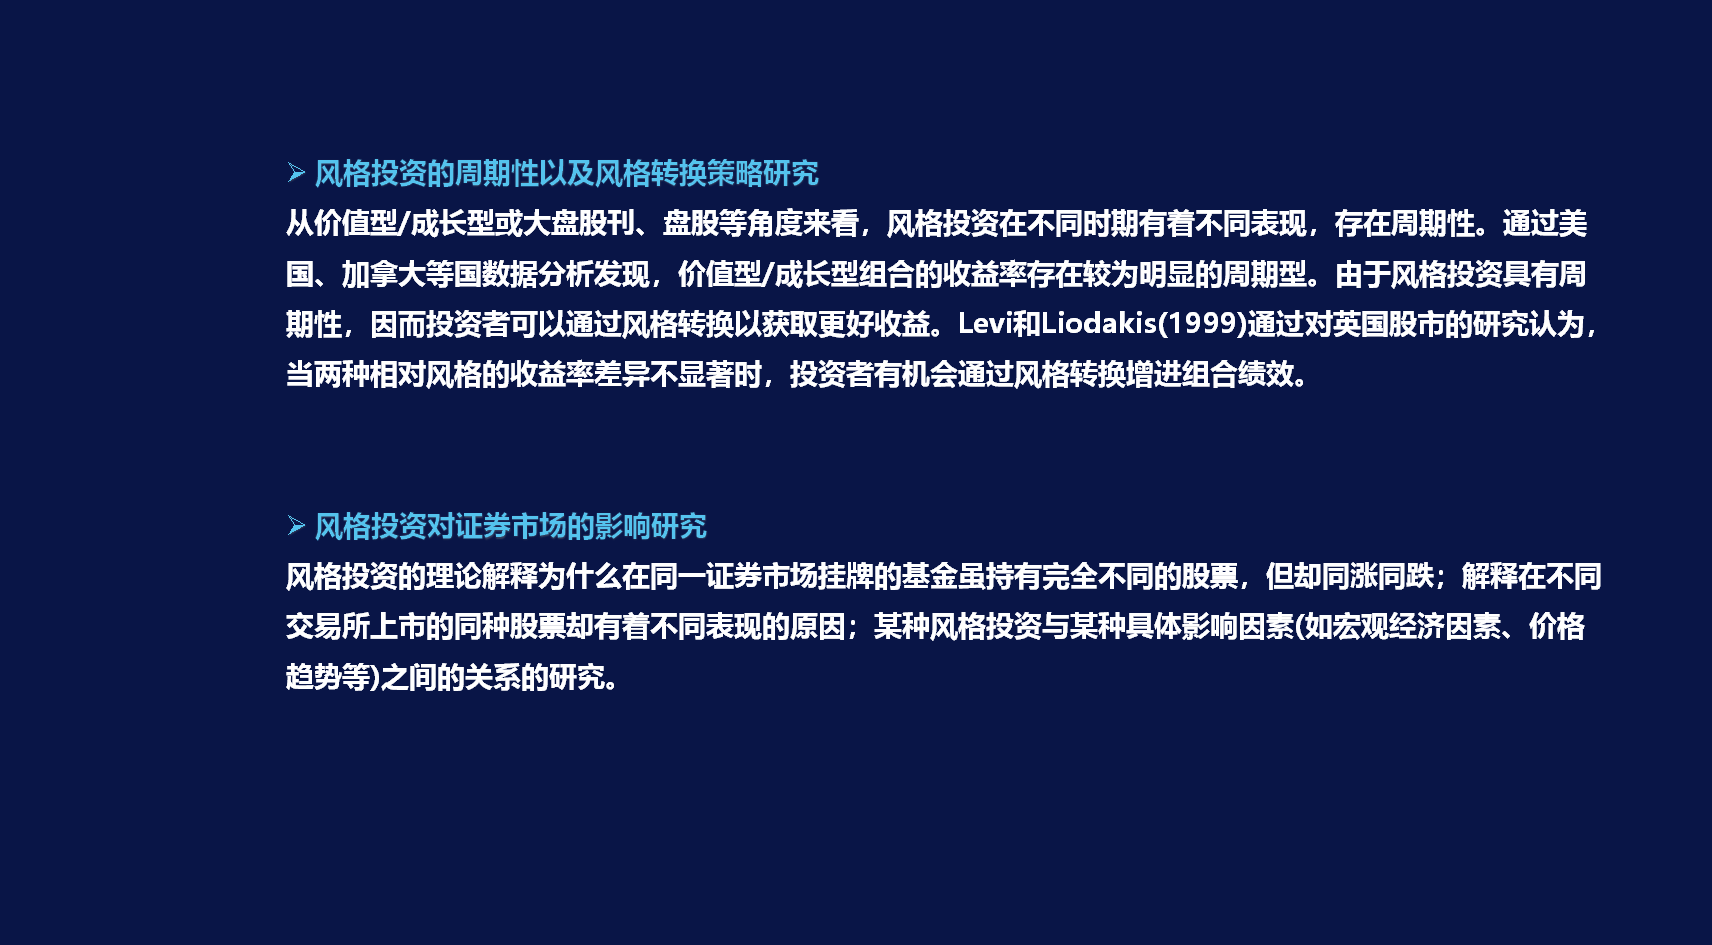 ➢ 风格投资的周期性以及风格转换策略研究
从价值型/成长型或大盘股刊、盘股等角度来看，风格投资在不同时期有着不同表现，存在周期性。通过美
国、加拿大等国数据分析发现，价值型/成长型组合的收益率存在较为明显的周期型。由于风格投资具有周
期性，因而投资者可以通过风格转换以获取更好收益。Levi和Liodakis(1999)通过对英国股市的研究认为，
当两种相对风格的收益率差异不显著时，投资者有机会通过风格转换增进组合绩效。
➢ 风格投资对证券市场的影响研究
风格投资的理论解释为什么在同一证券市场挂牌的基金虽持有完全不同的股票，但却同涨同跌；解释在不同
交易所上市的同种股票却有着不同表现的原因；某种风格投资与某种具体影响因素(如宏观经济因素、价格
趋势等)之间的关系的研究。